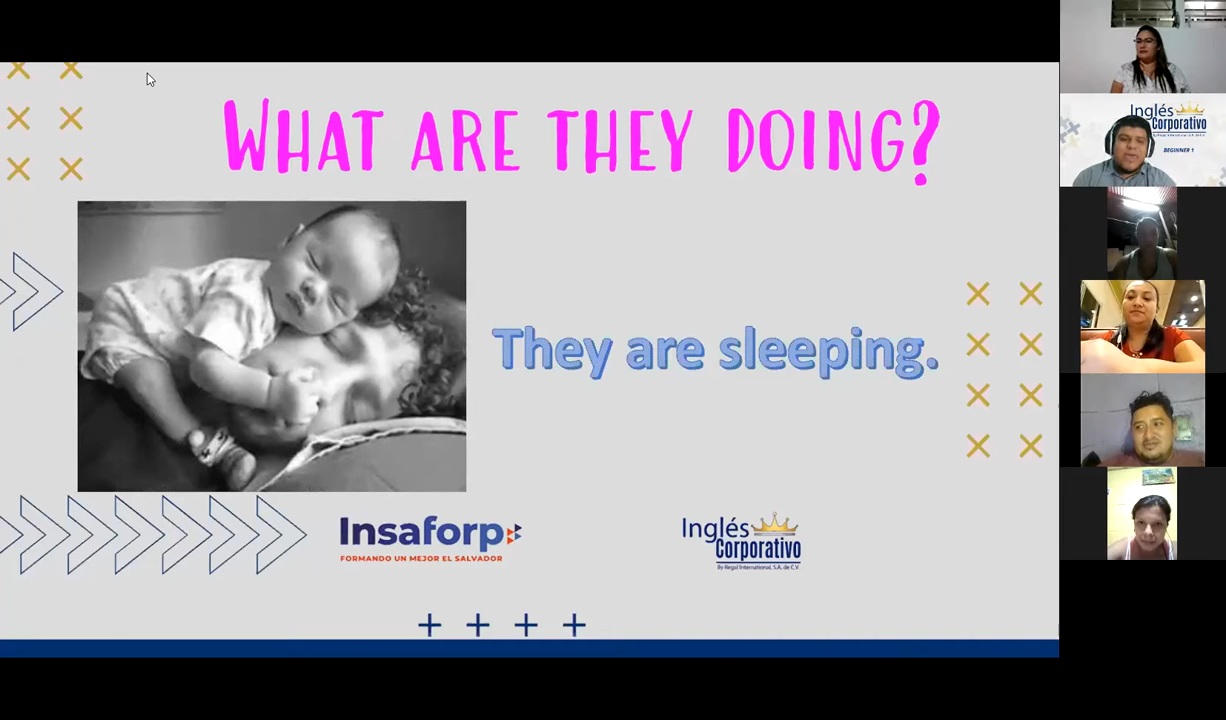 WHAT ARE THEY DOING?
They are sleeping.
Insaforp
FORMANDO UN MEJOR EL SALVADOR
Inglés
Corporativo
By Regal International, S.A. de C.V.
Inglés
Corporativo
BEGINNER 1